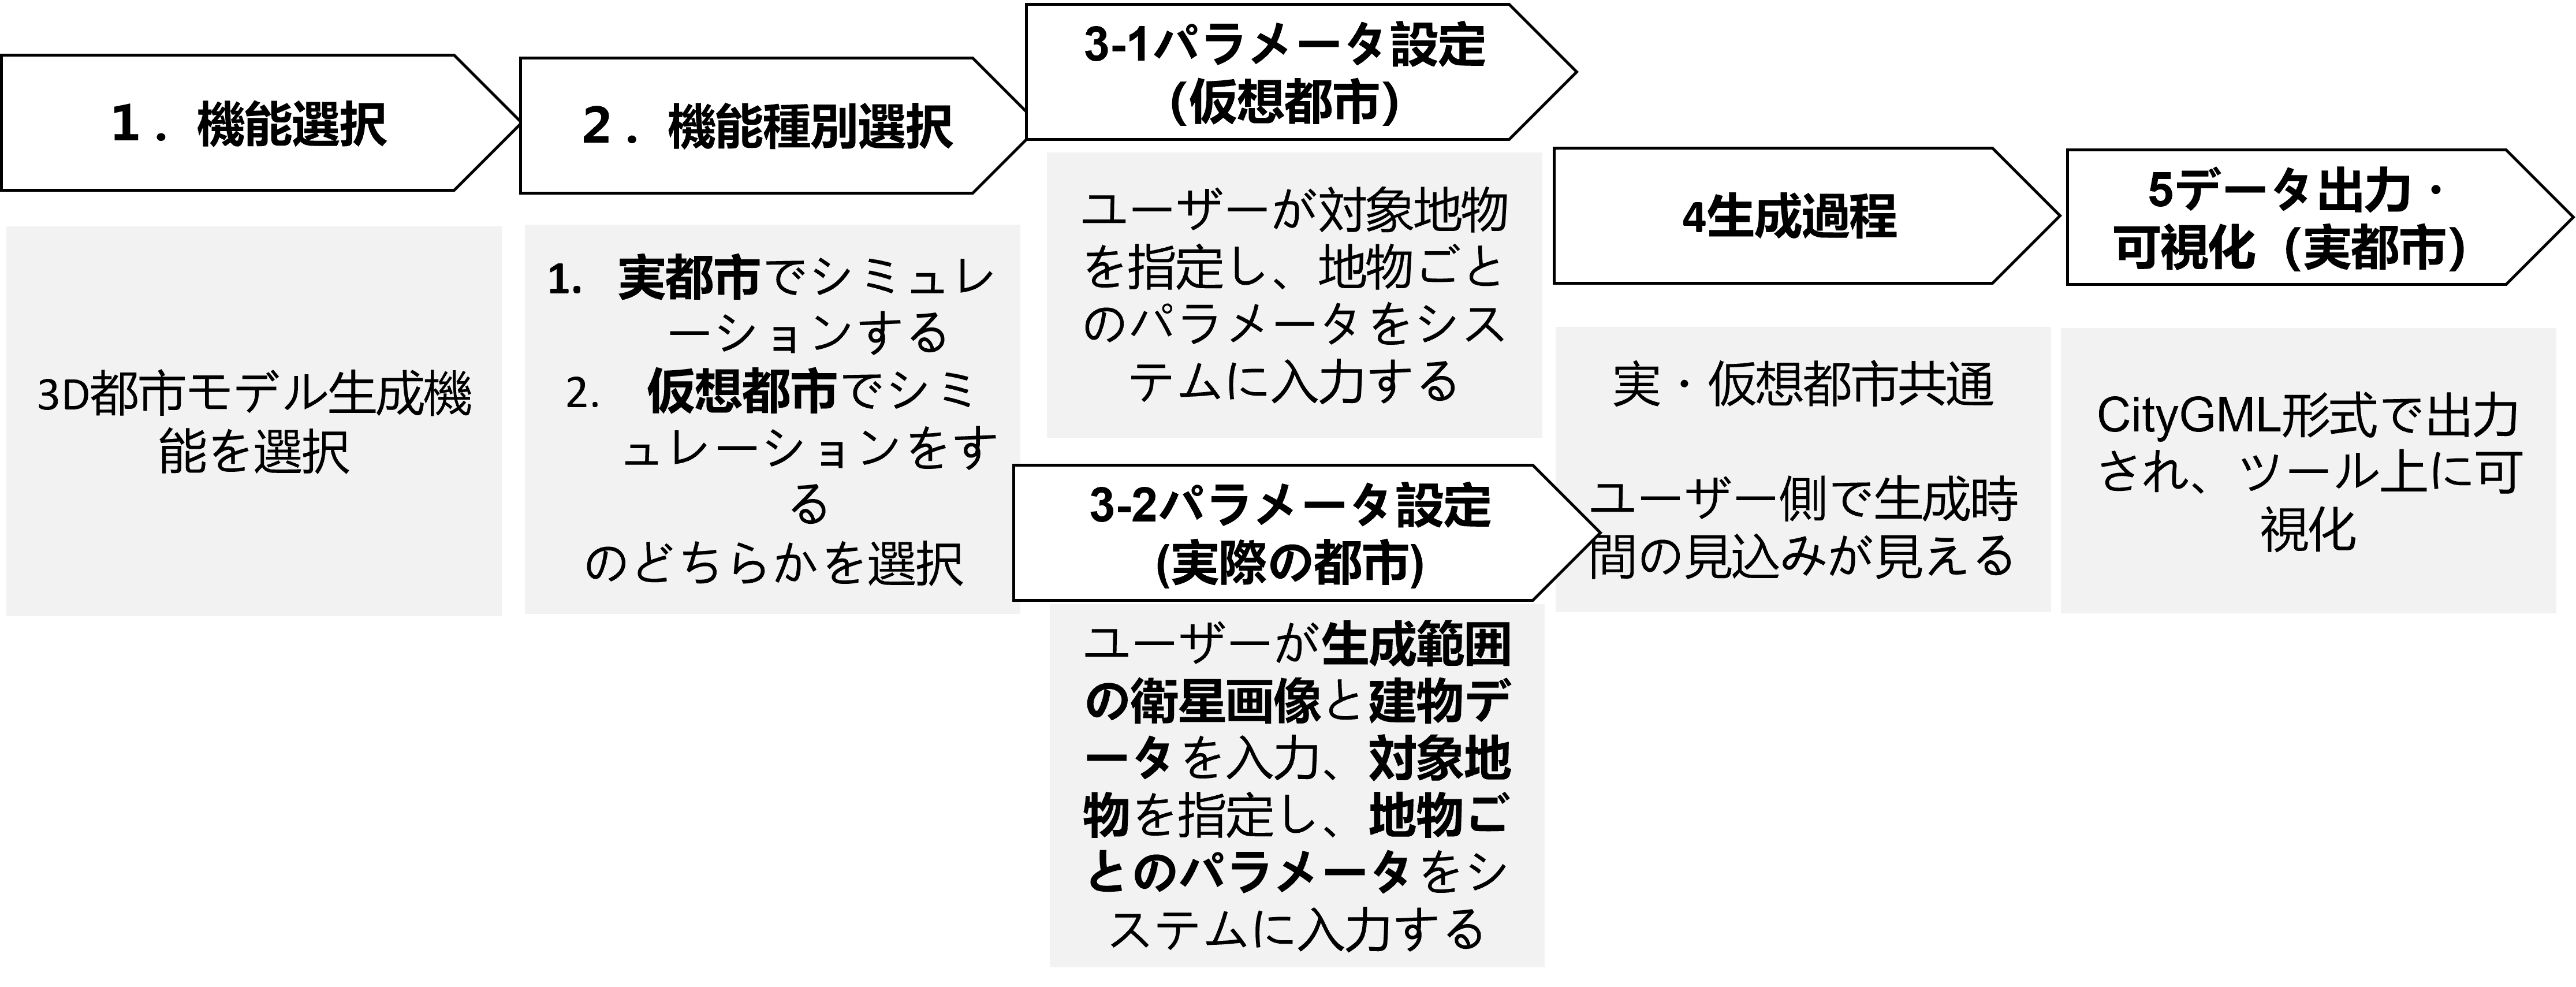 １．機能選択
3D都市モデル生成機
能を選択
２．機能種別選択
1. 実都市でシミュレ
ーションする
2. 仮想都市でシミ
ュレーションをす
る
のどちらかを選択
3-1パラメータ設定
(仮想都市)
ユーザーが対象地物
を指定し、地物ごと
のパラメータをシス
テムに入力する
3-2パラメータ設定
(実際の都市)
ユーザーが生成範囲
の衛星画像と建物デ
ータを入力、対象地
物を指定し、地物ご
とのパラメータをシ
ステムに入力する
4生成過程
実・仮想都市共通
ユーザー側で生成時
間の見込みが見える
5データ出力・
可視化（実都市）
CityGML形式で出力
され、ツール上に可
視化